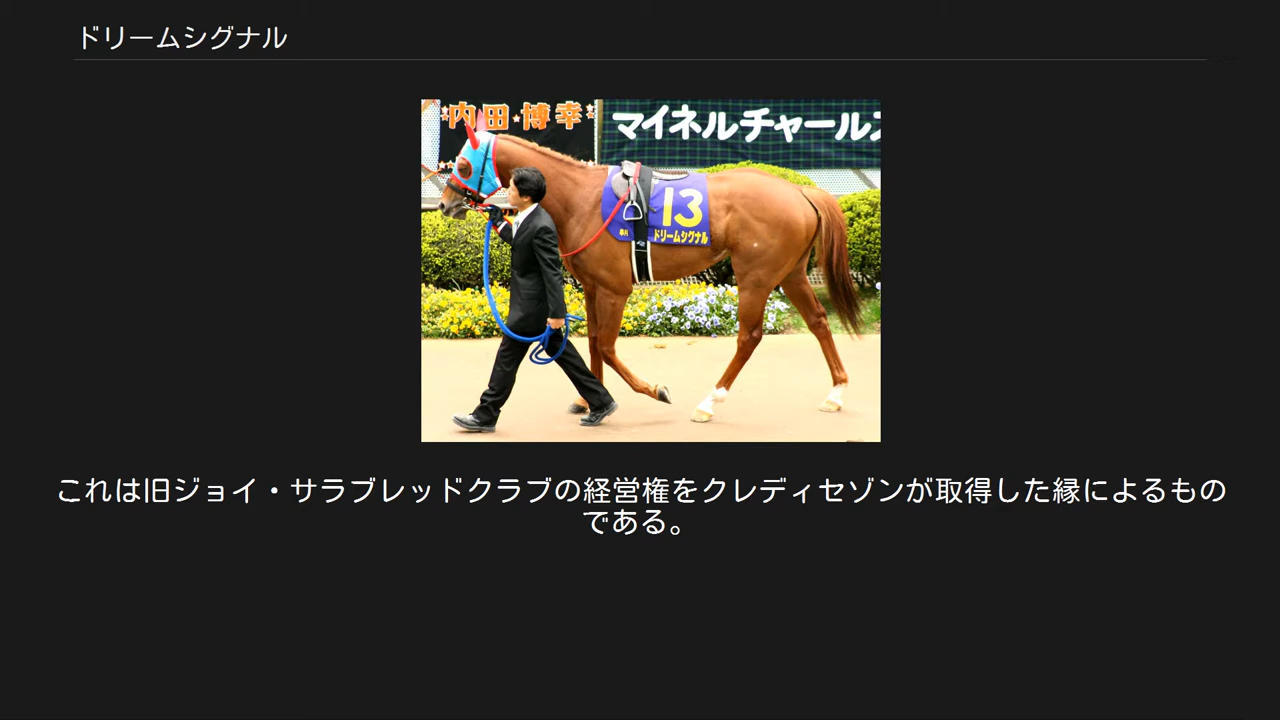 ドリームシグナル
内田博幸
マイネルチャールス
13
ドリームシグナル
これは旧ジョイ・サラブレッドクラブの経営権をクレディセゾンが取得した縁によるもの
である。